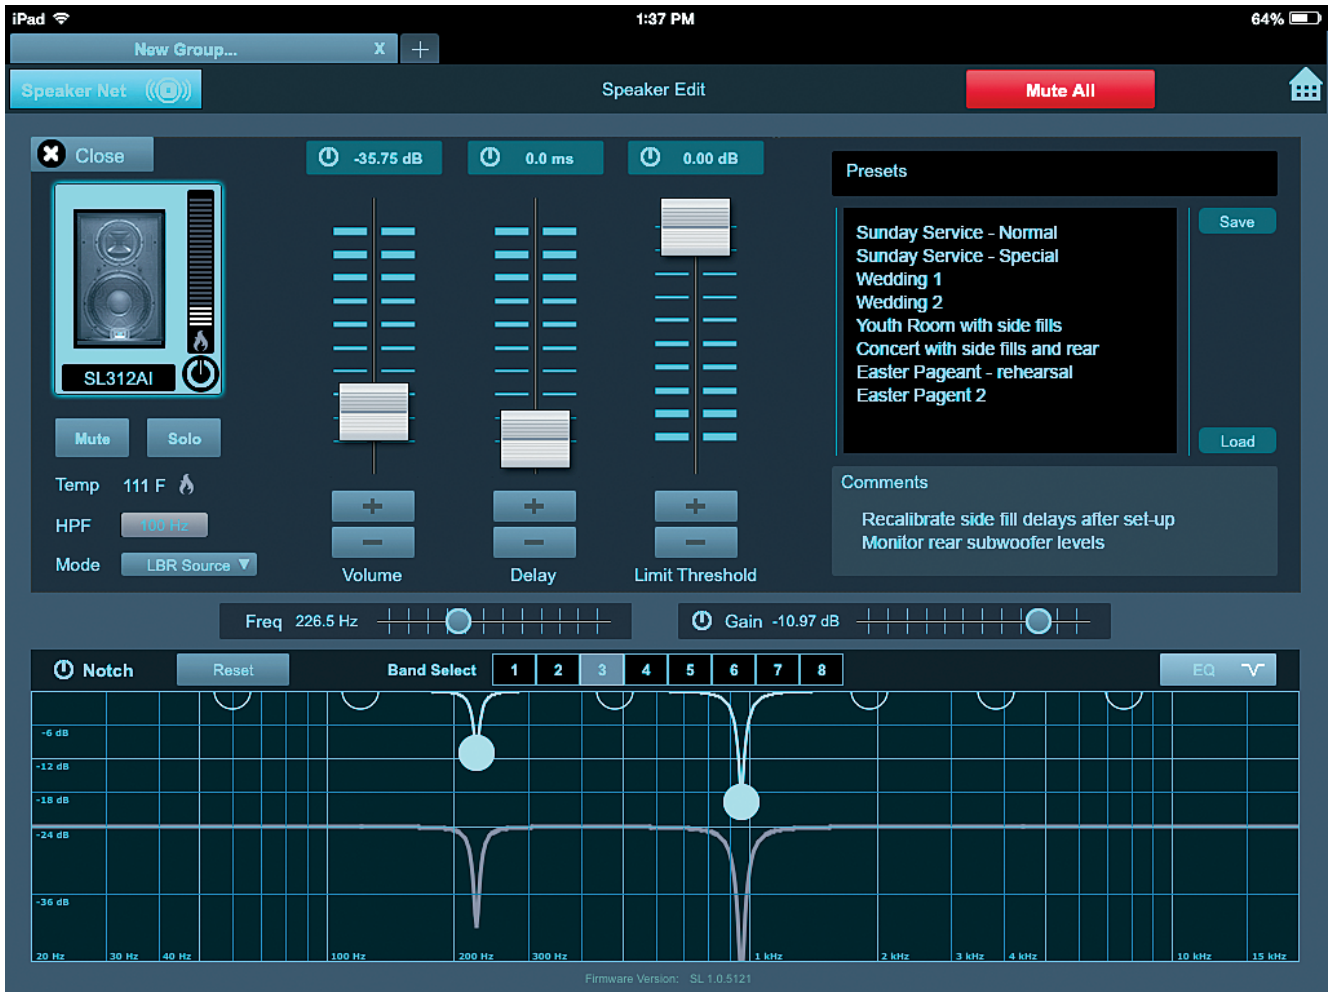 iPad
1:37 PM
64%
New Group...
X
+
Speaker Net
Speaker Edit
Mute All
Close
-35.75 dB
0.0 ms
0.00 dB
Presets
Sunday Service - Normal
Sunday Service - Special
Wedding 1
Wedding 2
Youth Room with side fills
Concert with side fills and rear
Easter Pageant - rehearsal
Easter Pagent 2
Save
Load
SL312AI
Mute
Solo
Temp 111 F
HPF 100 Hz
Mode LBR Source
+ + +
- - -
Volume
Delay
Limit Threshold
Comments
Recalibrate side fill delays after set-up
Monitor rear subwoofer levels
Freq 226.5 Hz
Gain -10.97 dB
Notch
Reset
Band Select 1 2 3 4 5 6 7 8
EQ
-6 dB
-12 dB
-18 dB
-24 dB
-36 dB
20 Hz 30 Hz 40 Hz 100 Hz 200 Hz 300 Hz 1 kHz 2 kHz 3 kHz 4 kHz 10 kHz 15 kHz
Firmware Version: SL 1.0.5121